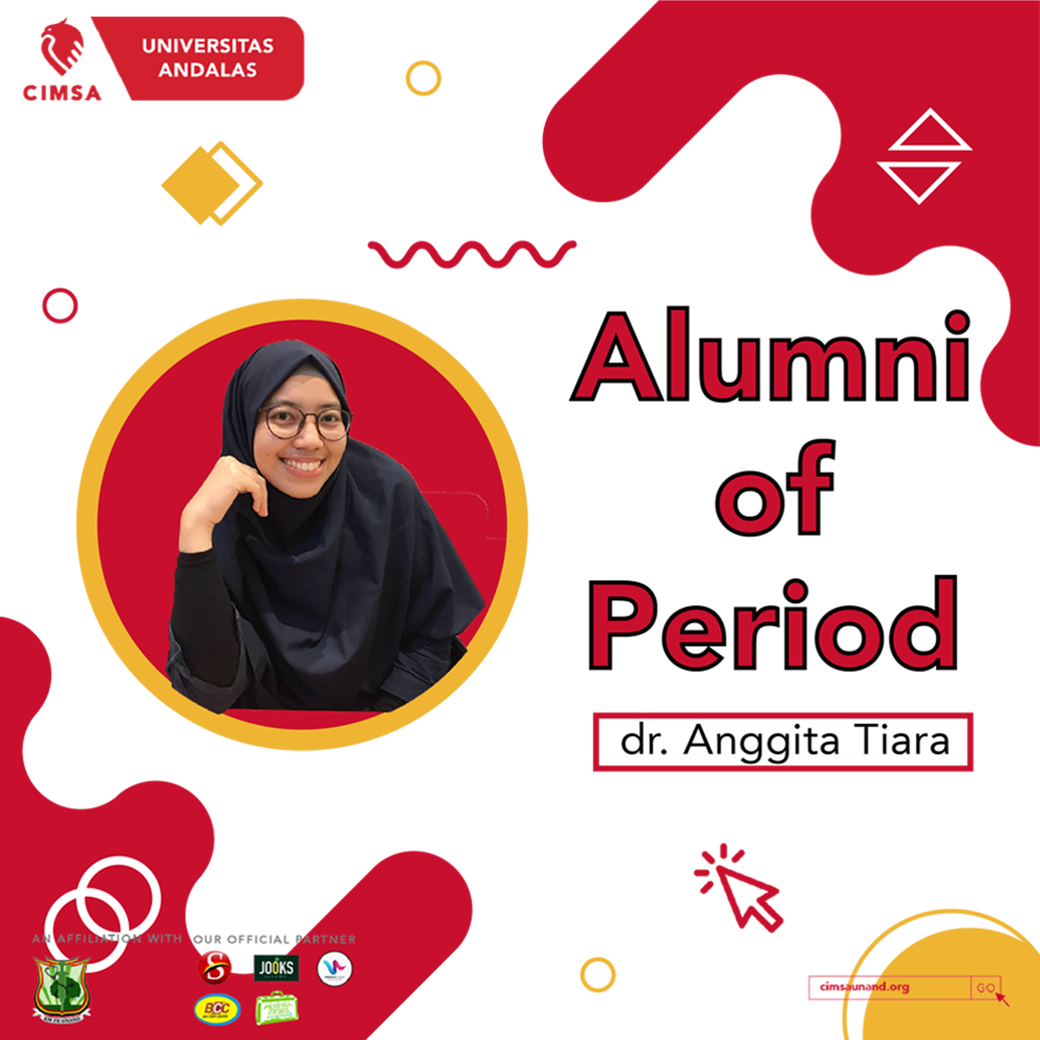 CIMSA
UNIVERSITAS
ANDALAS
Alumni
of
Period
dr. Anggita Tiara
AN AFFILIATION WITH
OUR OFFICIAL PARTNER
S
JOOKS
BCC
cimsaunand.org
GO